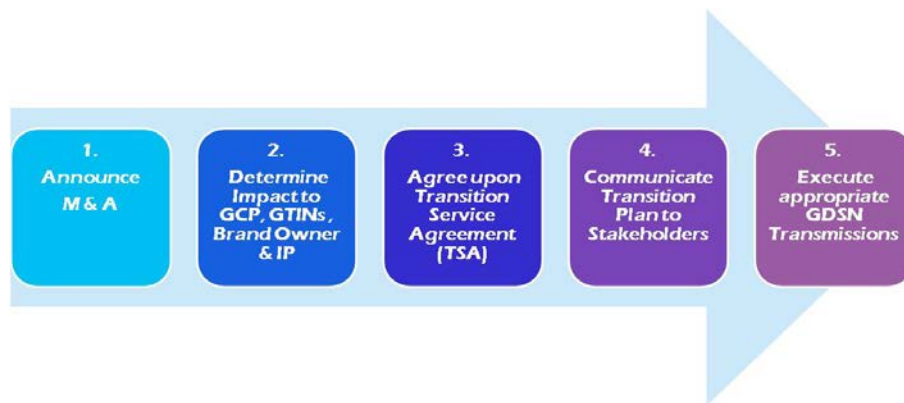 1.
Announce
M & A
2.
Determine
Impact to
GCP, GTINs,
Brand Owner
& IP
3.
Agree upon
Transition
Service
Agreement
(TSA)
4.
Communicate
Transition
Plan to
Stakeholders
5.
Execute
appropriate
GDSN
Transmissions